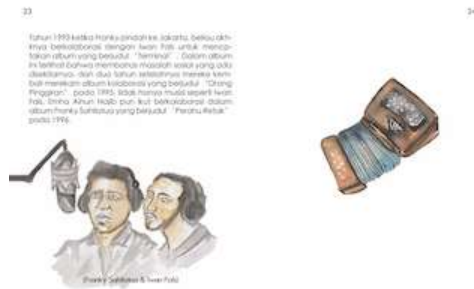 33
Tahun 1993 ketika Franky pindah ke Jakarta, beliau akh-
irnya berkolaborasi dengan Iwan Fals untuk mencip-
takan album yang berjudul "Terminal" . Dalam album
ini terlihat bahwa membahas masalah sosial yang ada
disekitarnya, dan dua tahun setelahnya mereka kem-
bali merekam album kolaborasi yang berjudul "Orang
Pinggiran" pada 1995, tidak hanya musisi seperti Iwan
Fals, Emha Ainun Nadjib pun ikut berkolaborasi dalam
album Franky Sahilatua yang berjudul "Perahu Retak"
pada 1996.
(Franky Sahilatua & Iwan Fals)